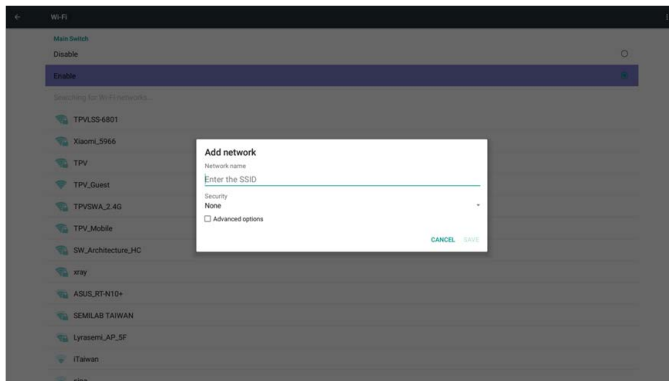 Wi-Fi
Main Switch
Disable
Enable
Searching for Wi-Fi networks...
TPVLSS-6801
Xiaomi_5966
TPV
TPV_Guest
TPVSWA_2.4G
TPV_Mobile
SW_Architecture_HC
xray
ASUS_RT-N10+
SEMILAB TAIWAN
Lyrasemi_AP_5F
iTaiwan
Add network
Network name
Enter the SSID
Security
None
Advanced options
CANCEL SAVE